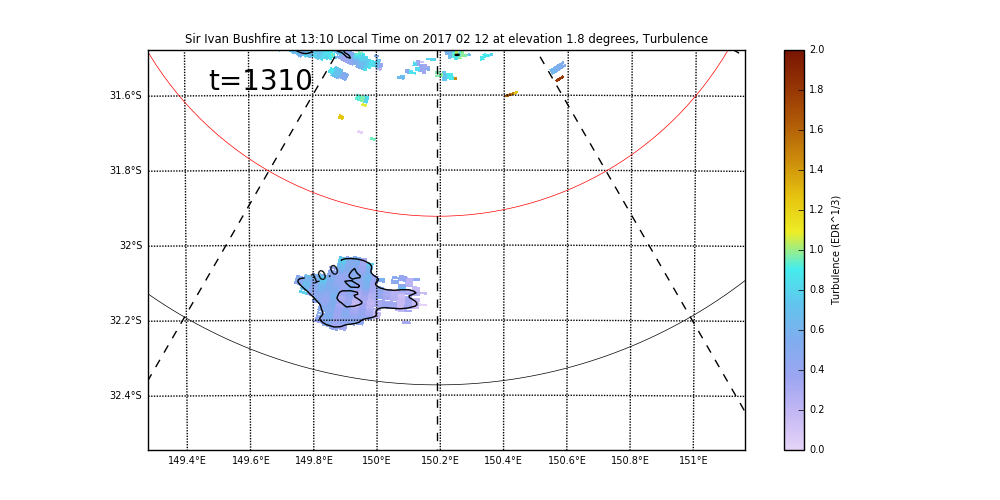 Sir Ivan Bushfire at 13:10 Local Time on 2017 02 12 at elevation 1.8 degrees, Turbulence
t=1310
31.6°S
31.8°S
32°S
32.2°S
32.4°S
10.0
149.4°E 149.6°E 149.8°E 150°E 150.2°E 150.4°E 150.6°E 150.8°E 151°E
2.0
1.8
1.6
1.4
1.2
1.0
0.8
0.6
0.4
0.2
0.0
Turbulence (EDR^1/3)